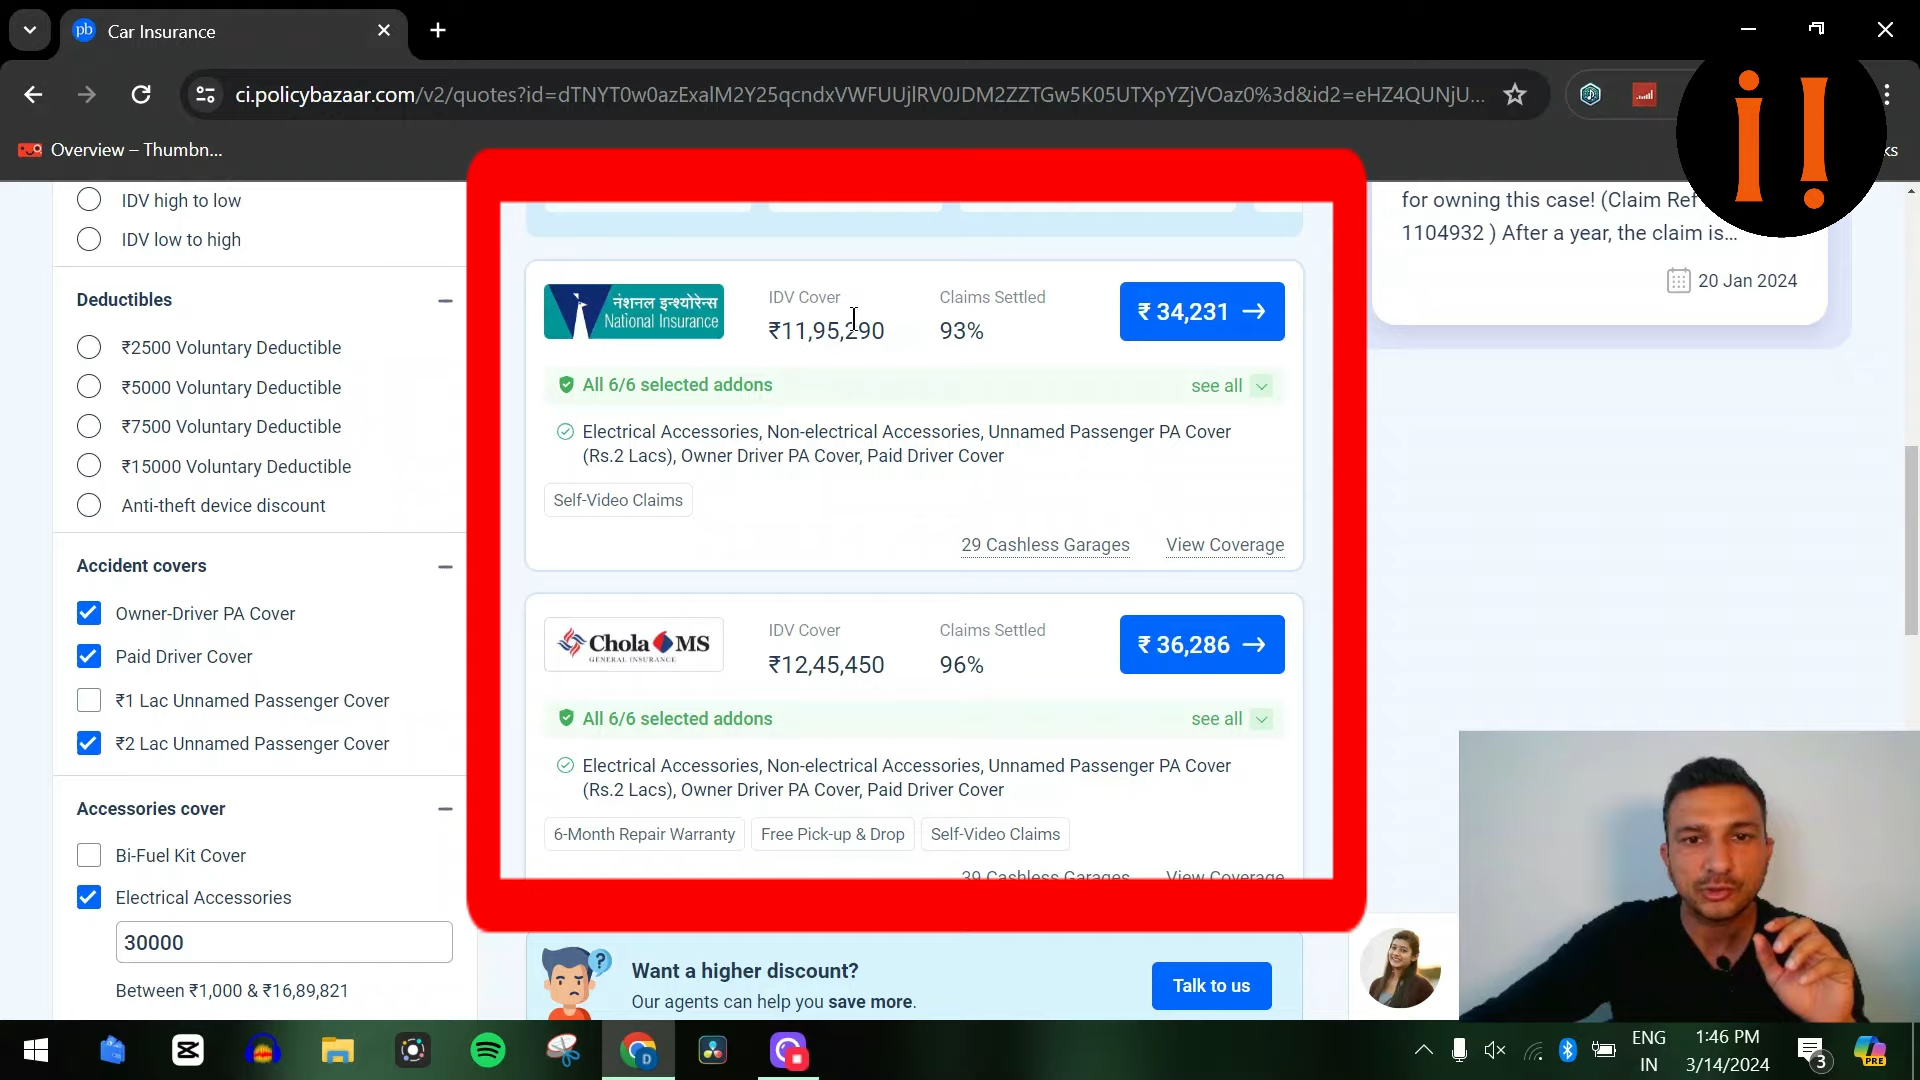 pb Car Insurance
ci.policybazaar.com/v2/quotes?id=dTNYT0w0azExalM2Y25qcndxVWFUUjlRV0JDM2ZZTGw5K05UTXpYZjVOaz0%3d&id2=eHZ4QUNjU...
Overview – Thumbn...
ks
IDV high to low
IDV low to high
Deductibles
₹2500 Voluntary Deductible
₹5000 Voluntary Deductible
₹7500 Voluntary Deductible
₹15000 Voluntary Deductible
Anti-theft device discount
Accident covers
Owner-Driver PA Cover
Paid Driver Cover
₹1 Lac Unnamed Passenger Cover
₹2 Lac Unnamed Passenger Cover
Accessories cover
Bi-Fuel Kit Cover
Electrical Accessories
30000
Between ₹1,000 & ₹16,89,821
नेशनल इन्श्योरेन्स
National Insurance
IDV Cover
₹11,95,290
Claims Settled
93%
₹ 34,231 →
All 6/6 selected addons
see all
Electrical Accessories, Non-electrical Accessories, Unnamed Passenger PA Cover
(Rs.2 Lacs), Owner Driver PA Cover, Paid Driver Cover
Self-Video Claims
29 Cashless Garages
View Coverage
Chola MS
GENERAL INSURANCE
IDV Cover
₹12,45,450
Claims Settled
96%
₹ 36,286 →
All 6/6 selected addons
see all
Electrical Accessories, Non-electrical Accessories, Unnamed Passenger PA Cover
(Rs.2 Lacs), Owner Driver PA Cover, Paid Driver Cover
6-Month Repair Warranty
Free Pick-up & Drop
Self-Video Claims
39 Cashless Garages
View Coverage
Want a higher discount?
Our agents can help you save more.
Talk to us
for owning this case! (Claim Ref
1104932 ) After a year, the claim is...
20 Jan 2024
i!
ENG
IN
1:46 PM
3/14/2024
3
PRE